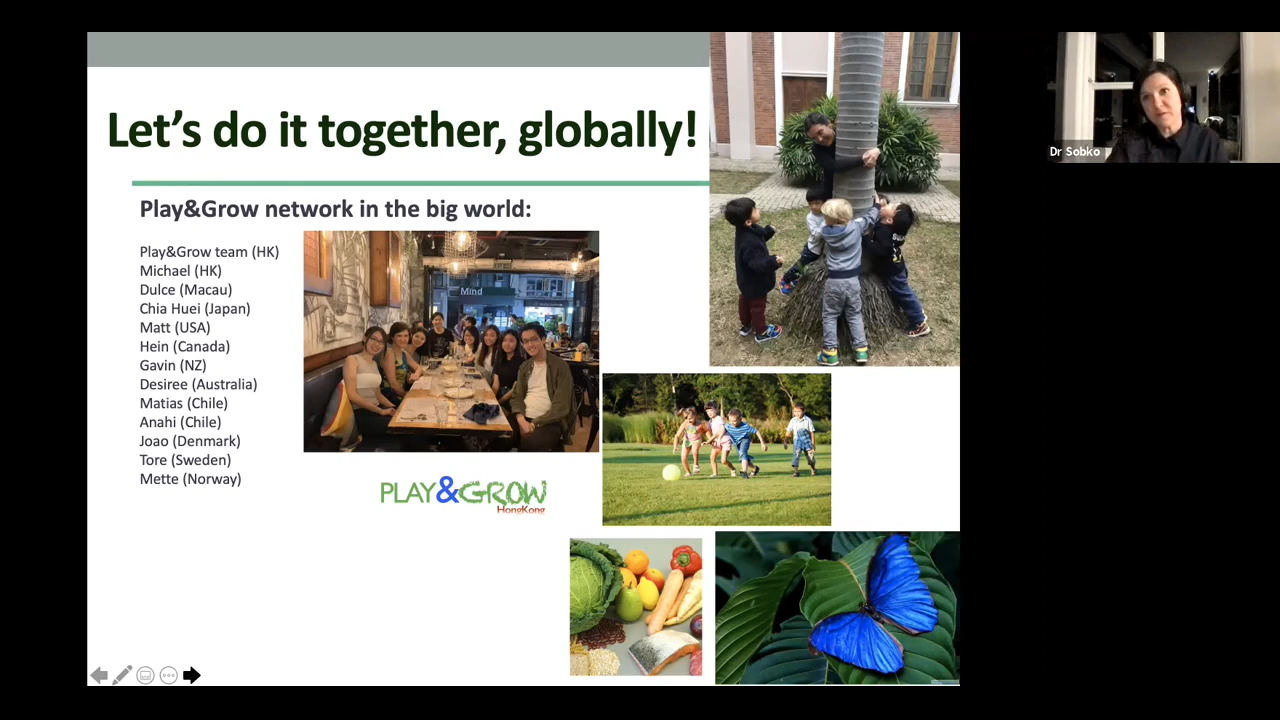 Let's do it together, globally!
Play&Grow network in the big world:
Play&Grow team (HK)
Michael (HK)
Dulce (Macau)
Chia Huei (Japan)
Matt (USA)
Hein (Canada)
Gavin (NZ)
Desiree (Australia)
Matias (Chile)
Anahi (Chile)
Joao (Denmark)
Tore (Sweden)
Mette (Norway)
Mind
PLAY&GROW
HongKong
Dr Sobko